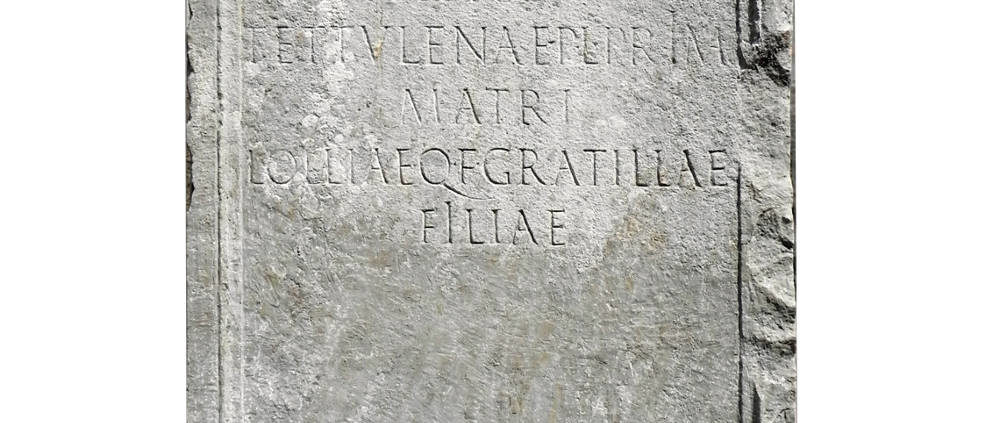 TETTVLENAE P L PRIM
MATRI
LOLLIAE Q F GRATILLAE
FILIAE